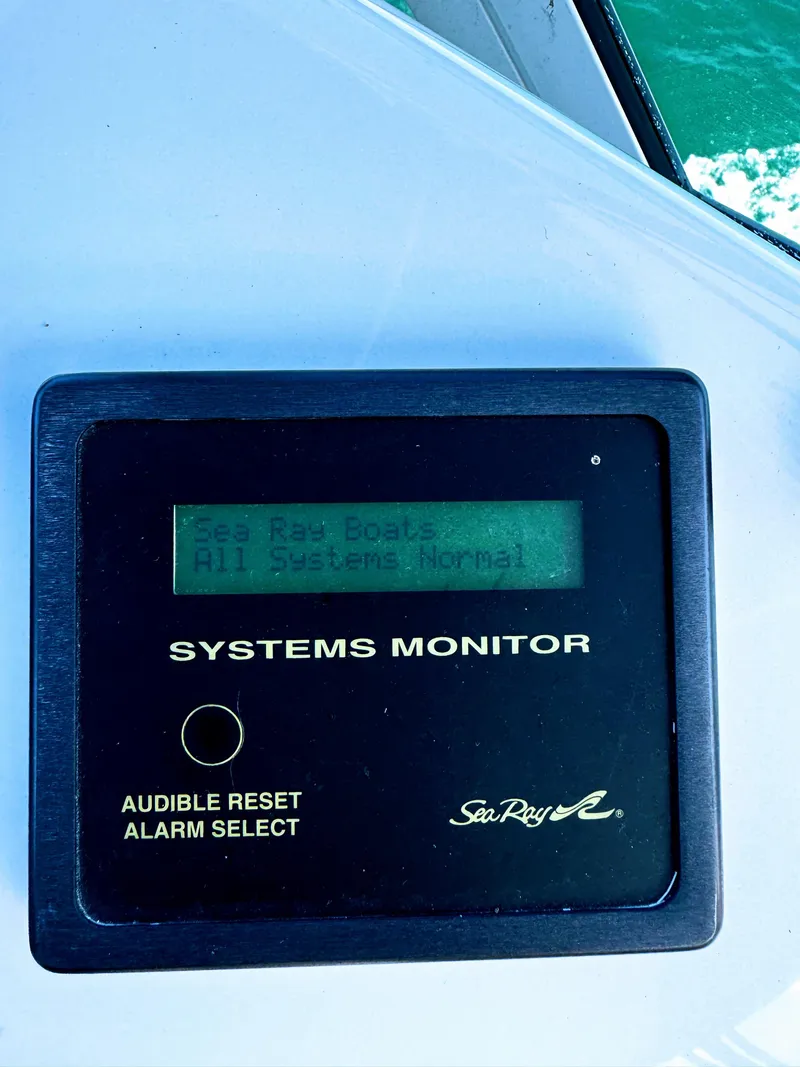 Sea Ray Boats
All Systems Normal
SYSTEMS MONITOR
AUDIBLE RESET
ALARM SELECT
Sea Ray ®